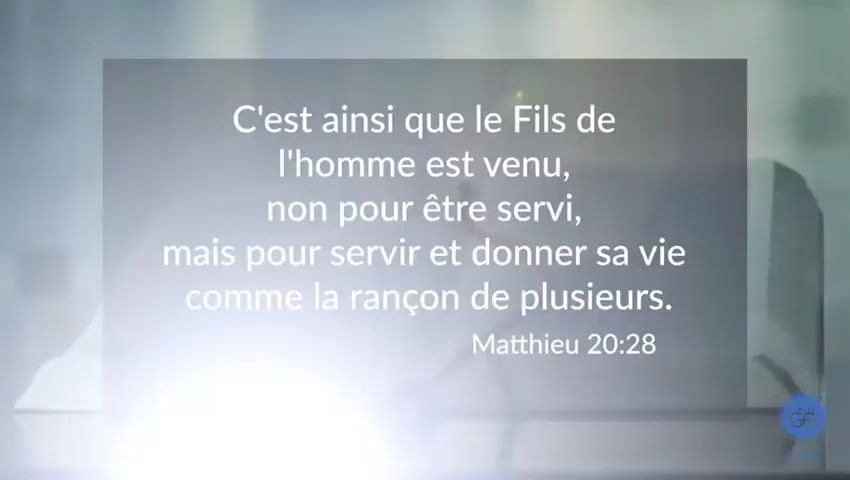 C'est ainsi que le Fils de
l'homme est venu,
non pour être servi,
mais pour servir et donner sa vie
comme la rançon de plusieurs.
Matthieu 20:28